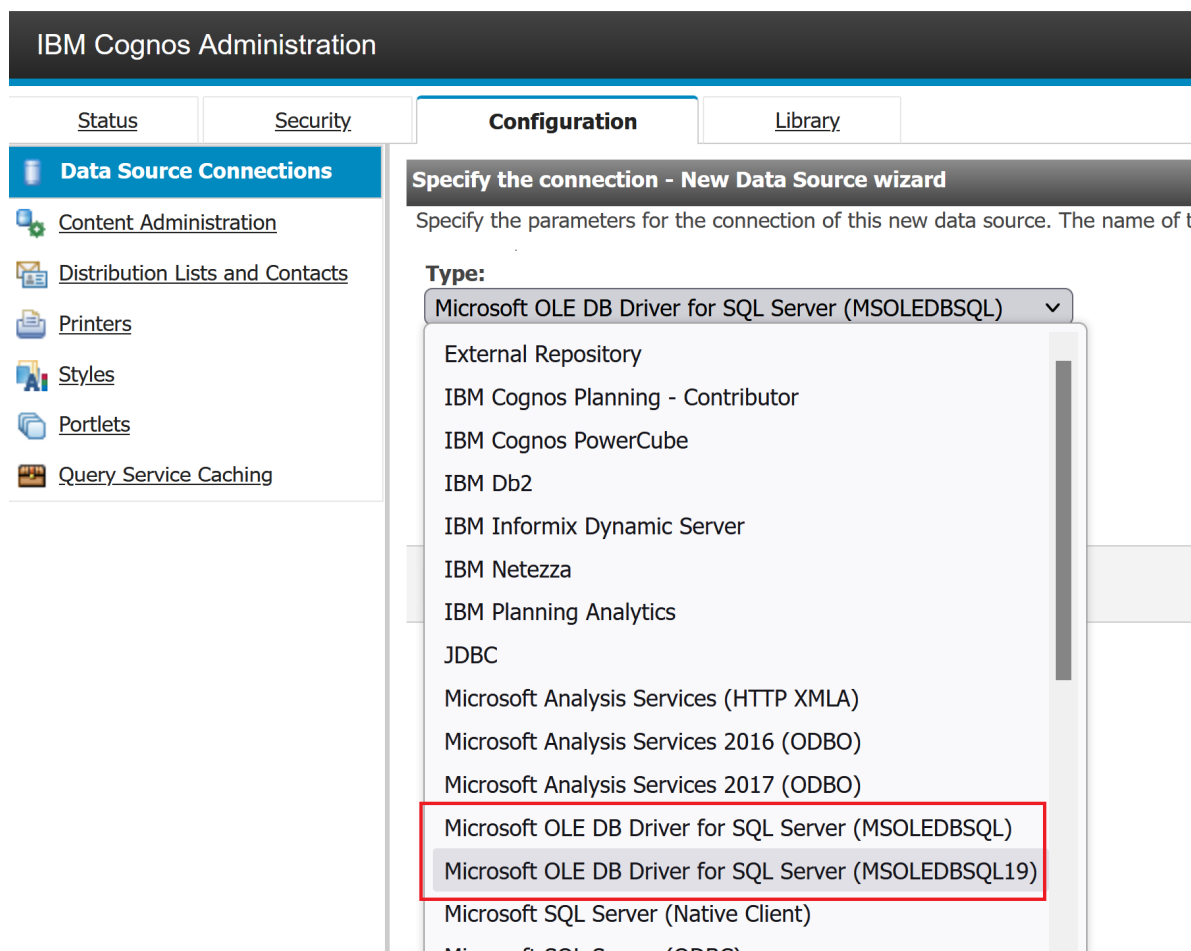 IBM Cognos Administration
Status
Security
Configuration
Library
Data Source Connections
Content Administration
Distribution Lists and Contacts
Printers
Styles
Portlets
Query Service Caching
Specify the connection - New Data Source wizard
Specify the parameters for the connection of this new data source. The name of
Type:
Microsoft OLE DB Driver for SQL Server (MSOLEDBSQL)
External Repository
IBM Cognos Planning - Contributor
IBM Cognos PowerCube
IBM Db2
IBM Informix Dynamic Server
IBM Netezza
IBM Planning Analytics
JDBC
Microsoft Analysis Services (HTTP XMLA)
Microsoft Analysis Services 2016 (ODBO)
Microsoft Analysis Services 2017 (ODBO)
Microsoft OLE DB Driver for SQL Server (MSOLEDBSQL)
Microsoft OLE DB Driver for SQL Server (MSOLEDBSQL19)
Microsoft SQL Server (Native Client)